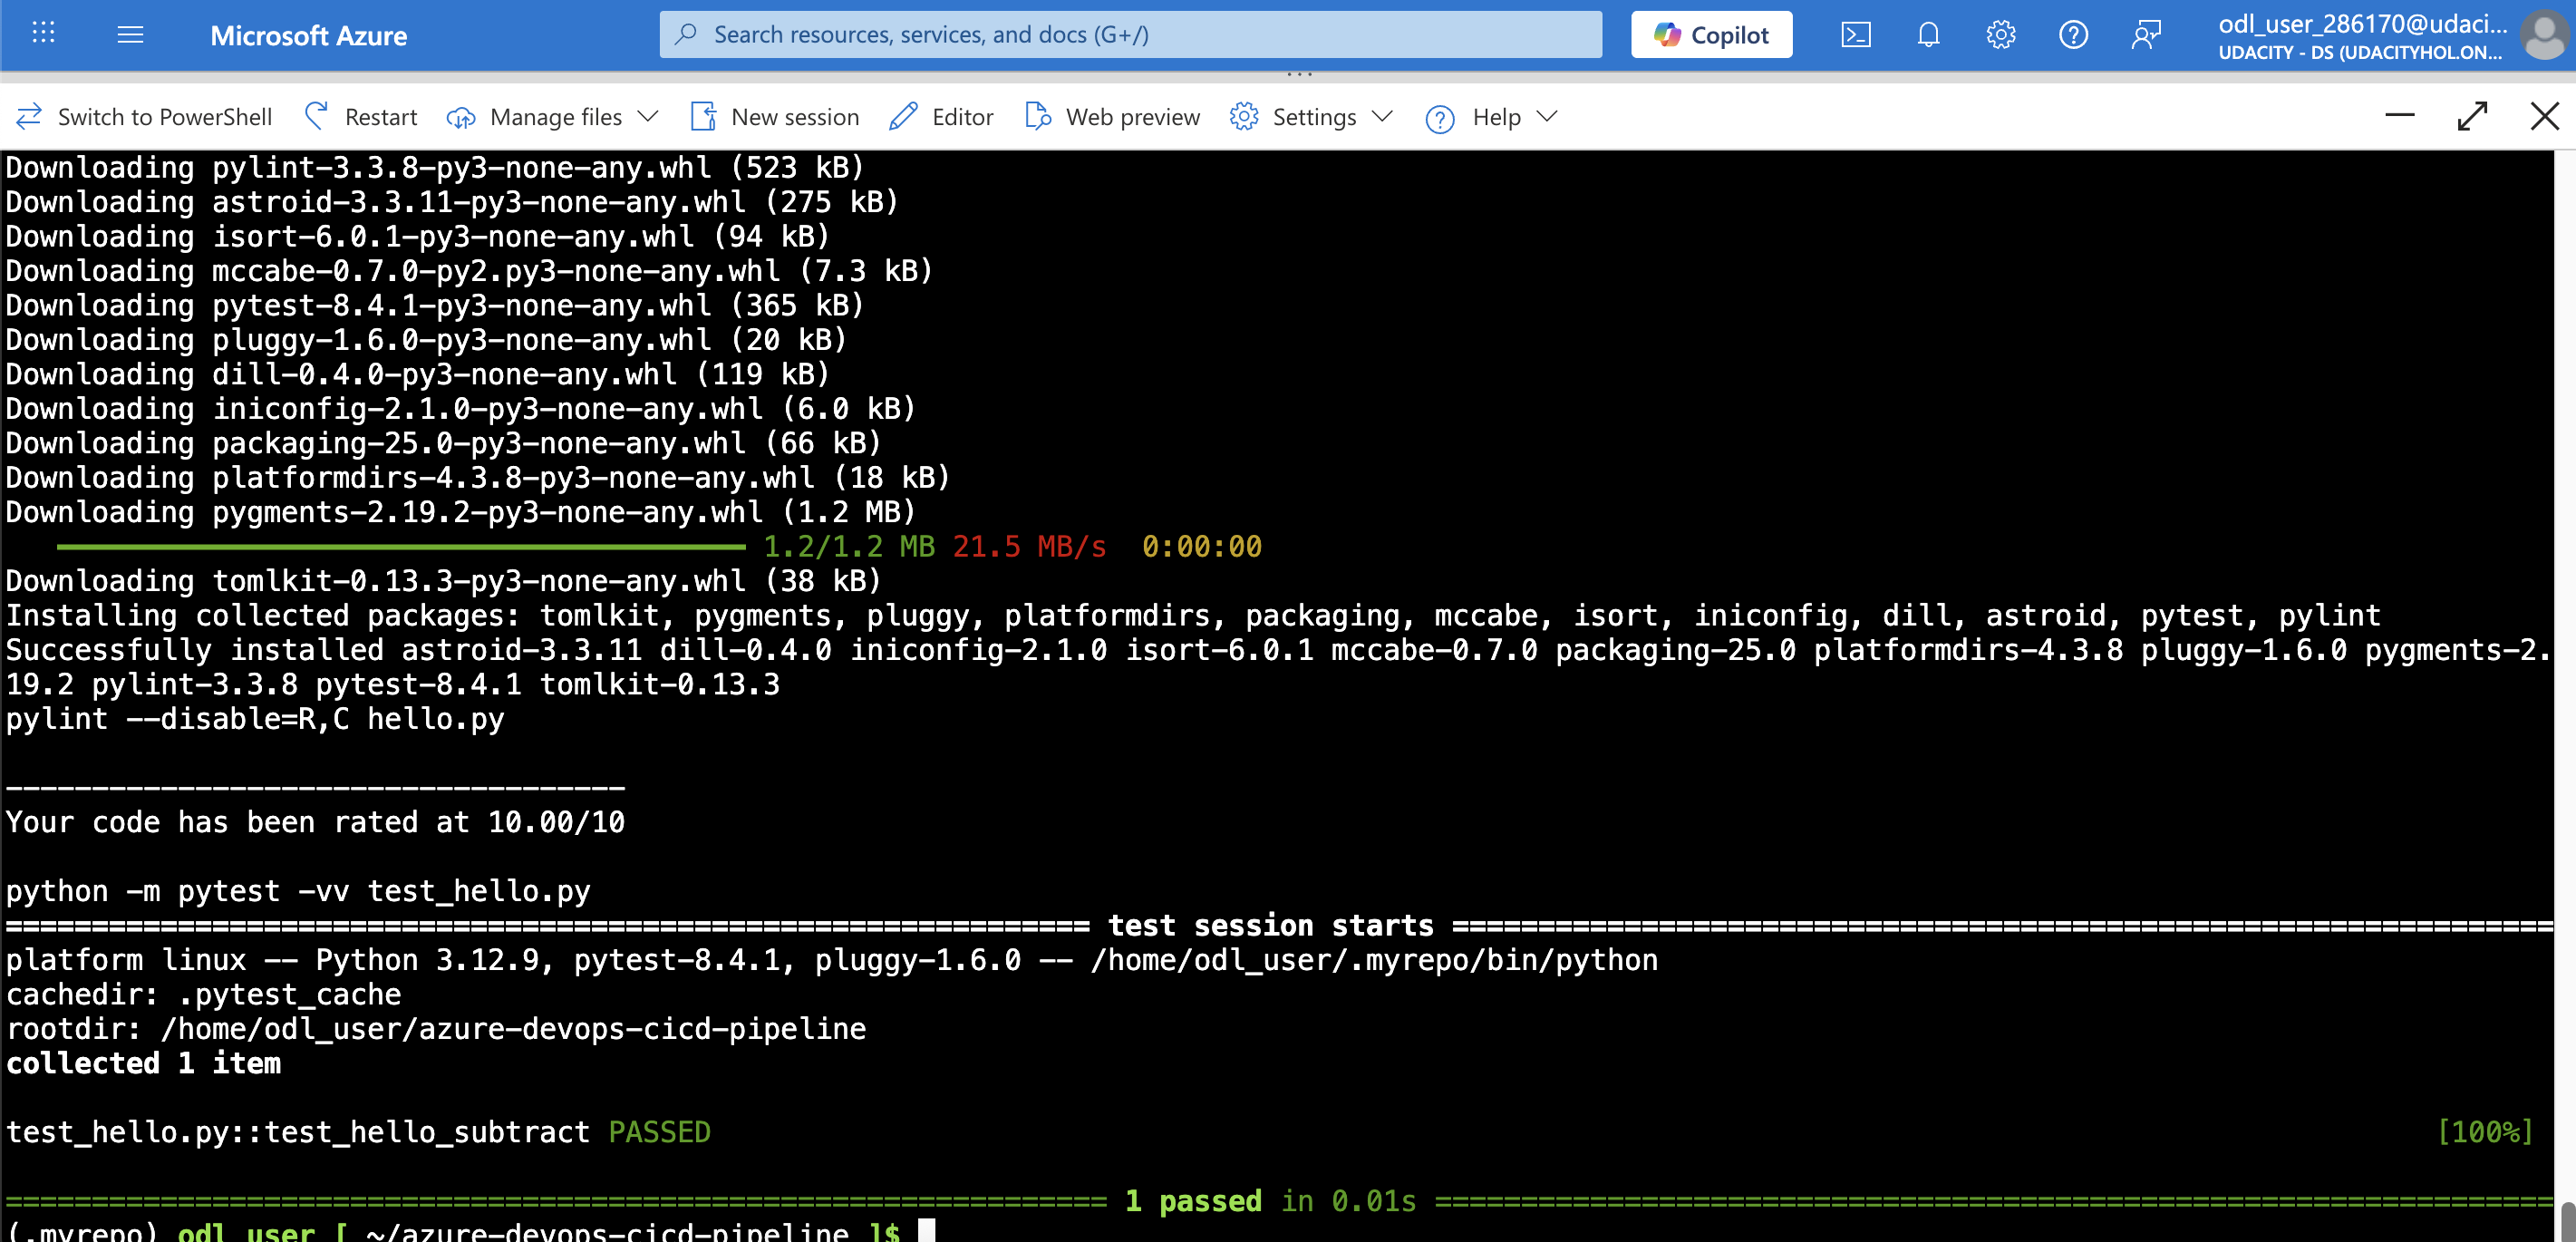 Microsoft Azure
Search resources, services, and docs (G+/)
Copilot
odl_user_286170@udaci...
UDACITY - DS (UDACITYHOL.ON...
Switch to PowerShell Restart Manage files New session Editor Web preview Settings Help
Downloading pylint-3.3.8-py3-none-any.whl (523 kB)
Downloading astroid-3.3.11-py3-none-any.whl (275 kB)
Downloading isort-6.0.1-py3-none-any.whl (94 kB)
Downloading mccabe-0.7.0-py2.py3-none-any.whl (7.3 kB)
Downloading pytest-8.4.1-py3-none-any.whl (365 kB)
Downloading pluggy-1.6.0-py3-none-any.whl (20 kB)
Downloading dill-0.4.0-py3-none-any.whl (119 kB)
Downloading iniconfig-2.1.0-py3-none-any.whl (6.0 kB)
Downloading packaging-25.0-py3-none-any.whl (66 kB)
Downloading platformdirs-4.3.8-py3-none-any.whl (18 kB)
Downloading pygments-2.19.2-py3-none-any.whl (1.2 MB)
1.2/1.2 MB 21.5 MB/s 0:00:00
Downloading tomlkit-0.13.3-py3-none-any.whl (38 kB)
Installing collected packages: tomlkit, pygments, pluggy, platformdirs, packaging, mccabe, isort, iniconfig, dill, astroid, pytest, pylint
Successfully installed astroid-3.3.11 dill-0.4.0 iniconfig-2.1.0 isort-6.0.1 mccabe-0.7.0 packaging-25.0 platformdirs-4.3.8 pluggy-1.6.0 pygments-2.
19.2 pylint-3.3.8 pytest-8.4.1 tomlkit-0.13.3
pylint --disable=R,C hello.py
------------------------------------
Your code has been rated at 10.00/10
python -m pytest -vv test_hello.py
=============================================================== test session starts ================================================================
platform linux -- Python 3.12.9, pytest-8.4.1, pluggy-1.6.0 -- /home/odl_user/.myrepo/bin/python
cachedir: .pytest_cache
rootdir: /home/odl_user/azure-devops-cicd-pipeline
collected 1 item
test_hello.py::test_hello_subtract PASSED [100%]
================================================================ 1 passed in 0.01s =================================================================
(.myrepo) odl_user [ ~/azure-devops-cicd-pipeline ]$